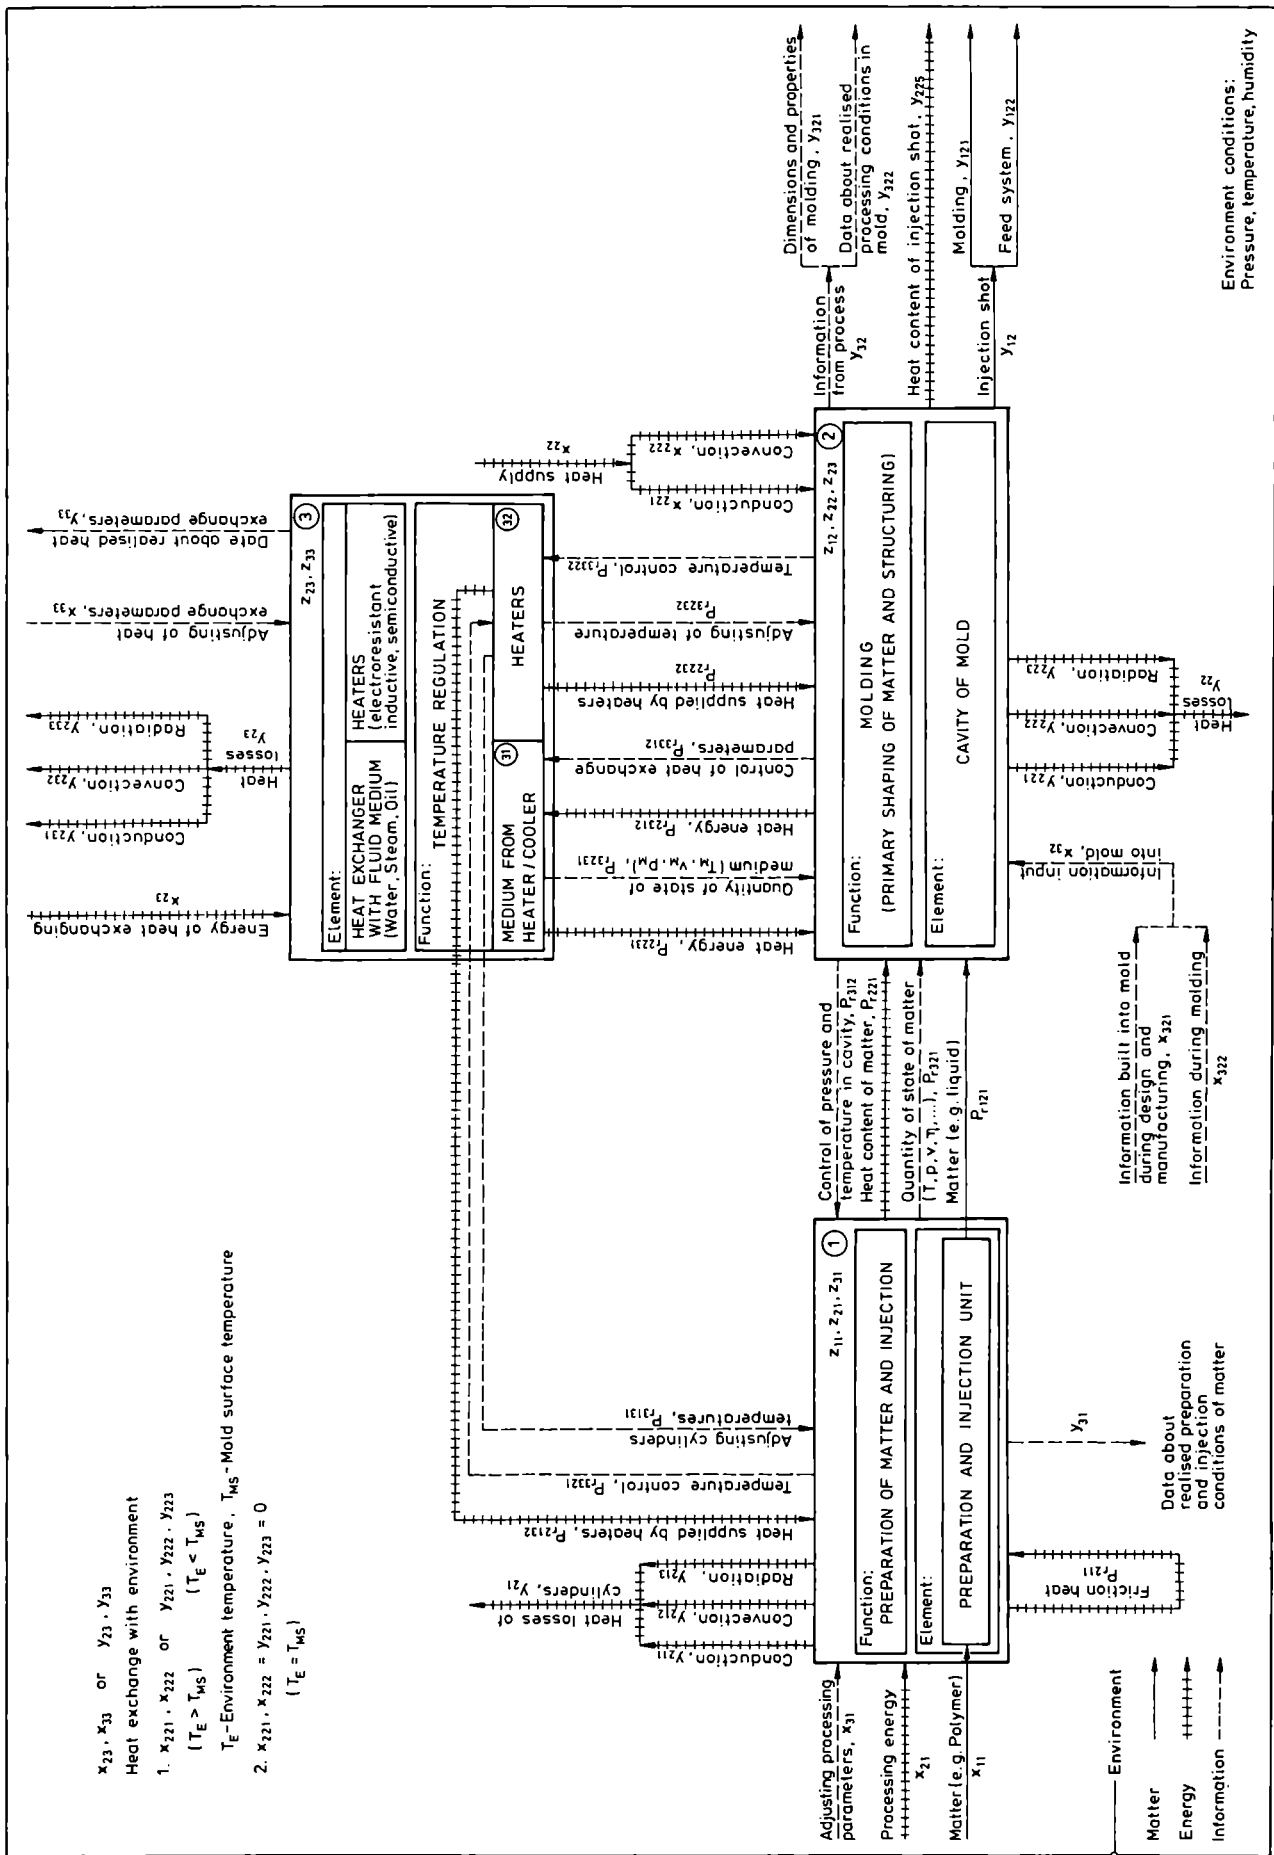 x23, x33 or y23, y33
Heat exchange with environment
1. x221, x222 or y221, y222, y223
(TE > TMS) (TE < TMS)
TE-Environment temperature, TMS-Mold surface temperature
2. x221, x222 = y221, y222, y223 = 0
(TE = TMS)
Energy of heat exchanging
x23
Conduction, y231
Convection, y232
Radiation, y233
Heat
losses
y23
Adjusting of heat
exchange parameters, x33
Date about realised heat
exchange parameters, y33
z23, z33
3
Element:
HEAT EXCHANGER
WITH FLUID MEDIUM
(Water, Steam, Oil)
HEATERS
(electroresistant
inductive, semiconductive)
Function:
TEMPERATURE REGULATION
MEDIUM FROM
HEATER/COOLER
31
HEATERS
32
Heat supplied by heaters, Pr2132
Temperature control, Pr3321
Adjusting cylinders
temperatures, Pr3131
Heat energy, Pr2231
Quantity of state of
medium (TM, vM, pM), Pr3231
Heat energy, Pr2312
Control of heat exchange
parameters, Pr3312
Heat supplied by heaters
Pr2232
Adjusting of temperature
Pr3232
Temperature control, Pr3322
Heat supply
x22
Conduction, x221
Convection, x222
Heat losses of
cylinders, y21
Conduction, y211
Convection, y212
Radiation, y213
Adjusting processing
parameters, x31
Processing energy
x21
Matter (e.g. Polymer)
x11
z11, z21, z31
1
Function:
PREPARATION OF MATTER AND INJECTION
Element:
PREPARATION AND INJECTION UNIT
Friction heat
Pr211
y31
Data about
realised preparation
and injection
conditions of matter
Control of pressure and
temperature in cavity, Pr312
Heat content of matter, Pr221
Quantity of state of matter
(T, p, v, η,...), Pr321
Matter (e.g. liquid)
Pr121
z12, z22, z23
2
Function:
MOLDING
(PRIMARY SHAPING OF MATTER AND STRUCTURING)
Element:
CAVITY OF MOLD
Information input
into mold, x32
Information built into mold
during design and
manufacturing, x321
Information during molding
x322
Conduction, y221
Convection, y222
Radiation, y223
Heat
losses
y22
Information
from process
y32
Dimensions and properties
of molding, y321
Data about realised
processing conditions in
mold, y322
Heat content of injection shot, y225
Injection shot
y12
Molding, y121
Feed system, y122
Environment conditions:
Pressure, temperature, humidity
Environment
Matter
Energy
Information